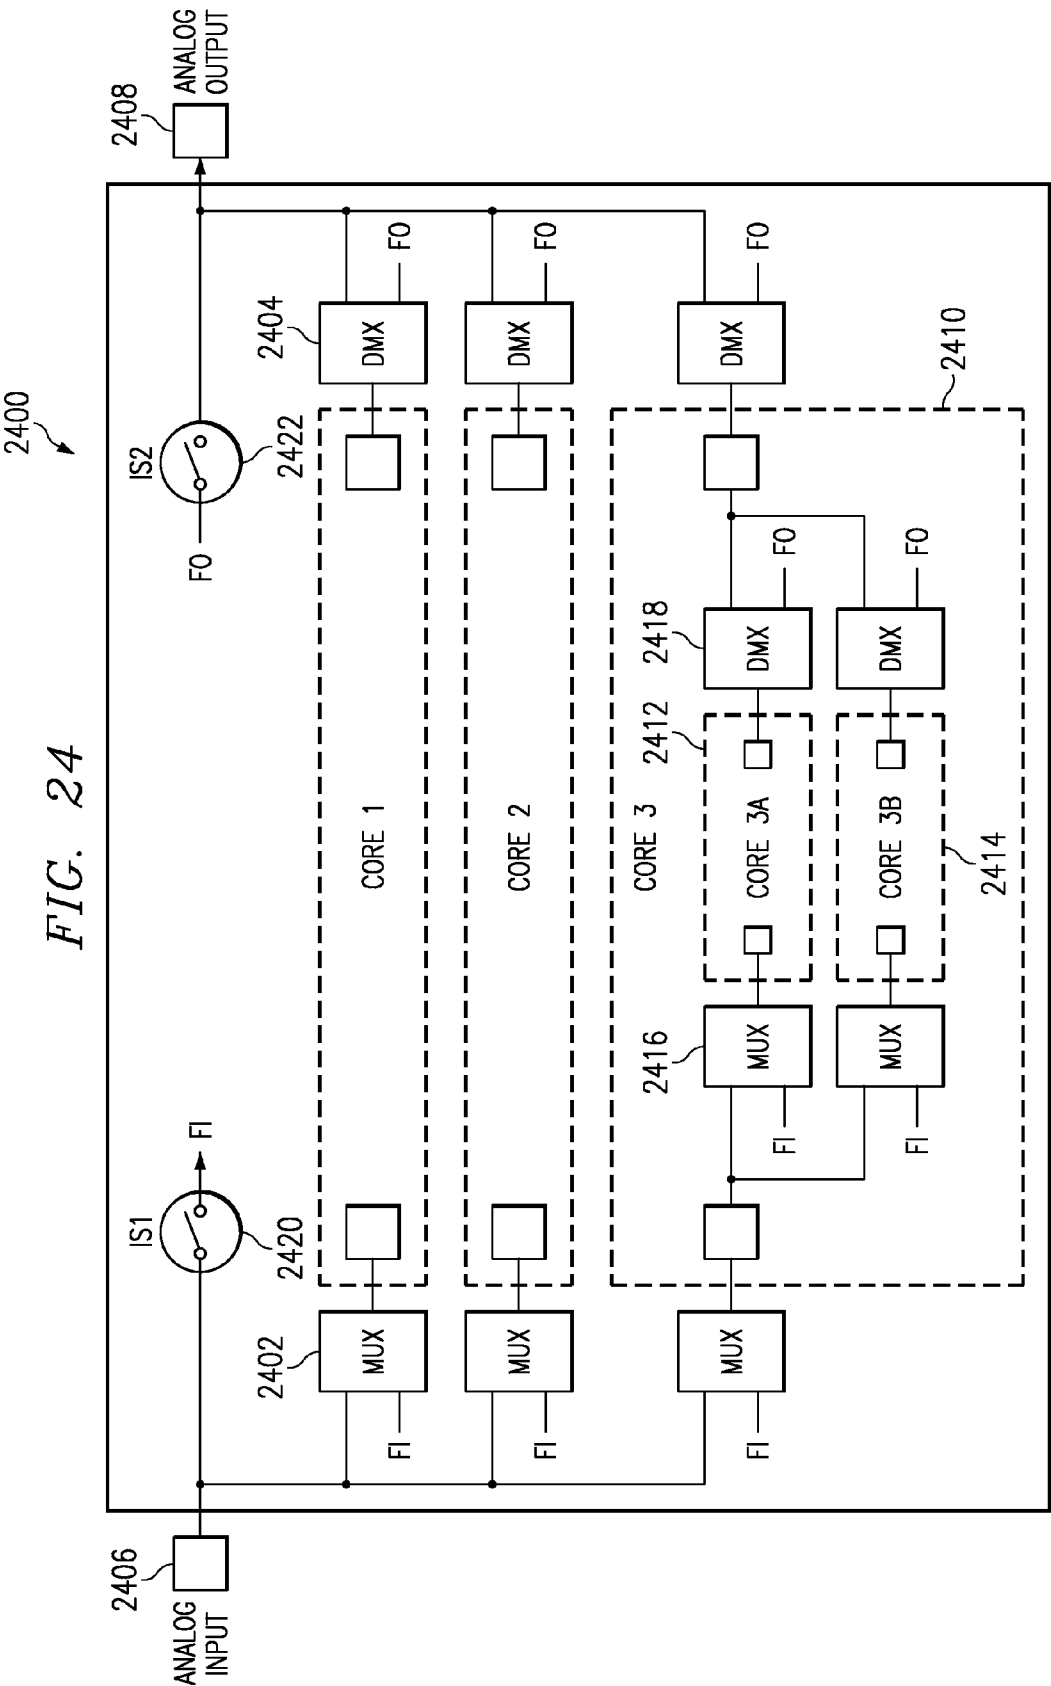 FIG. 24
2400
2406
ANALOG
INPUT
IS1
2420
FI
FO
IS2
2422
2408
ANALOG
OUTPUT
2402
MUX
FI
CORE 1
2404
DMX
FO
MUX
FI
CORE 2
DMX
FO
MUX
FI
CORE 3
2410
DMX
FO
2416
MUX
FI
2412
CORE 3A
2418
DMX
FO
MUX
FI
CORE 3B
2414
DMX
FO